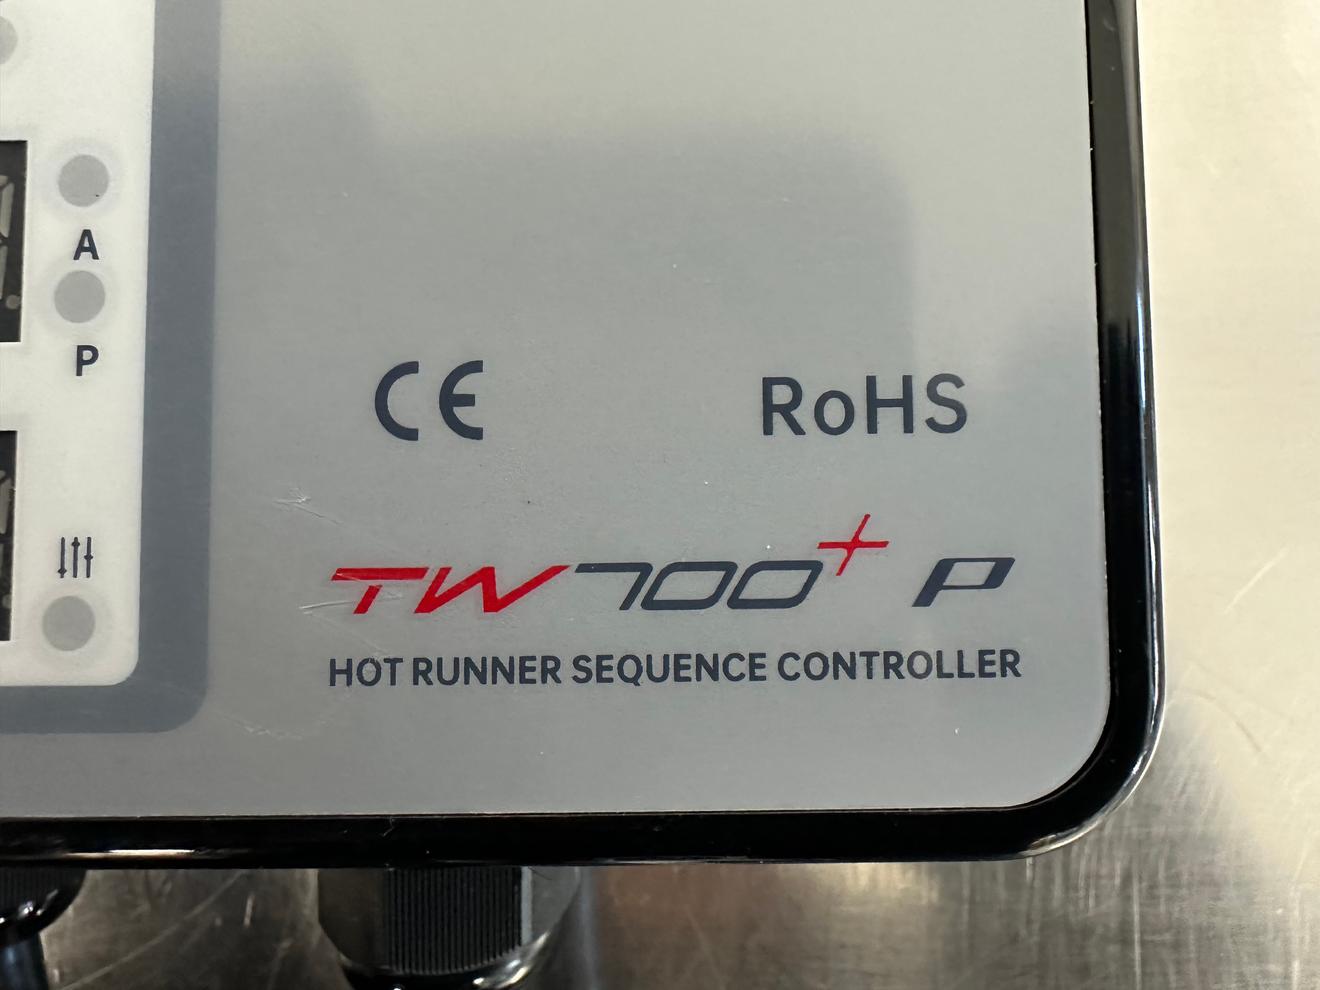 A
P
CE RoHS
TW700+ P
HOT RUNNER SEQUENCE CONTROLLER